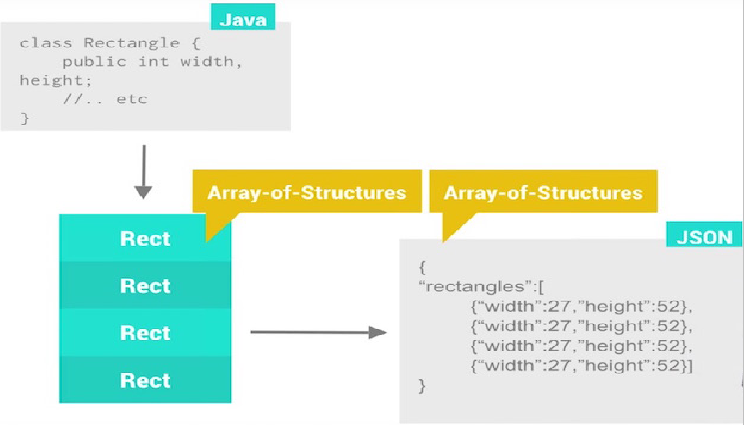 Java
class Rectangle {
public int width,
height;
//.. etc
}
Array-of-Structures
Array-of-Structures
Rect
Rect
Rect
Rect
JSON
{
“rectangles”:[
{“width”:27,”height”:52},
{“width”:27,”height”:52},
{“width”:27,”height”:52},
{“width”:27,”height”:52}]
}